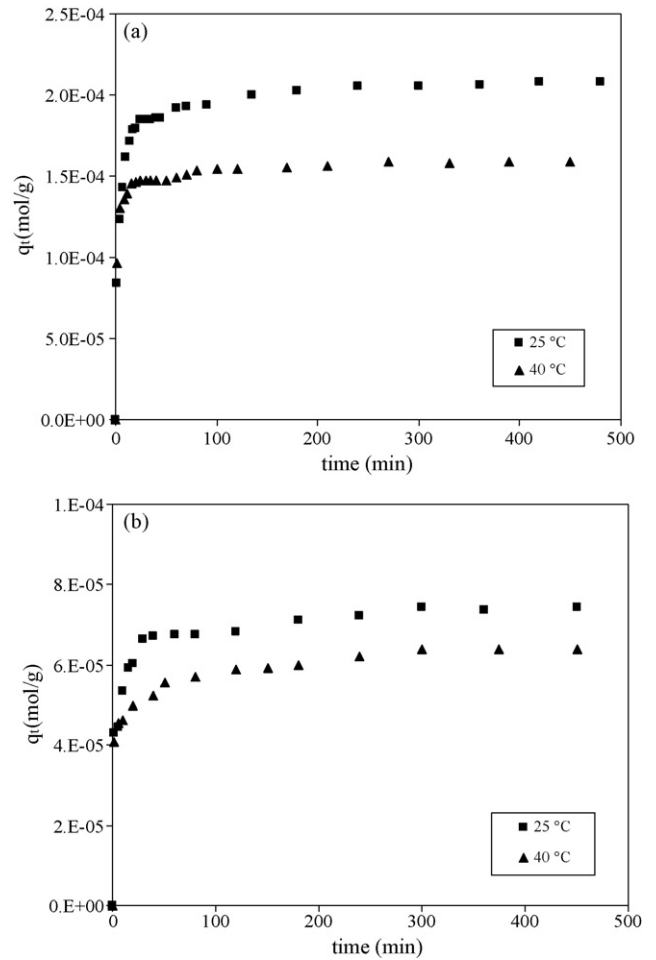 (a)
2.5E-04
2.0E-04
1.5E-04
1.0E-04
5.0E-05
0.0E+00
qt(mol/g)
0 100 200 300 400 500
time (min)
25 °C
40 °C
(b)
1.E-04
8.E-05
6.E-05
4.E-05
2.E-05
0.E+00
qt(mol/g)
0 100 200 300 400 500
time (min)
25 °C
40 °C